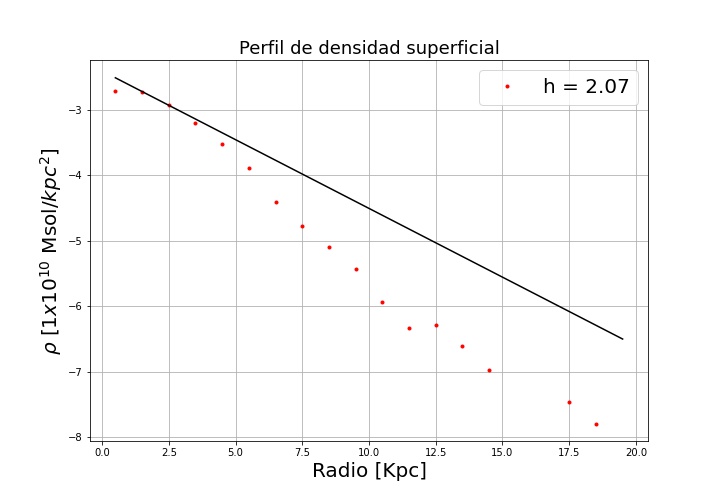 Perfil de densidad superficial
h = 2.07
ρ [1x10^10 Msol/kpc^2]
−3
−4
−5
−6
−7
−8
0.0 2.5 5.0 7.5 10.0 12.5 15.0 17.5 20.0
Radio [Kpc]